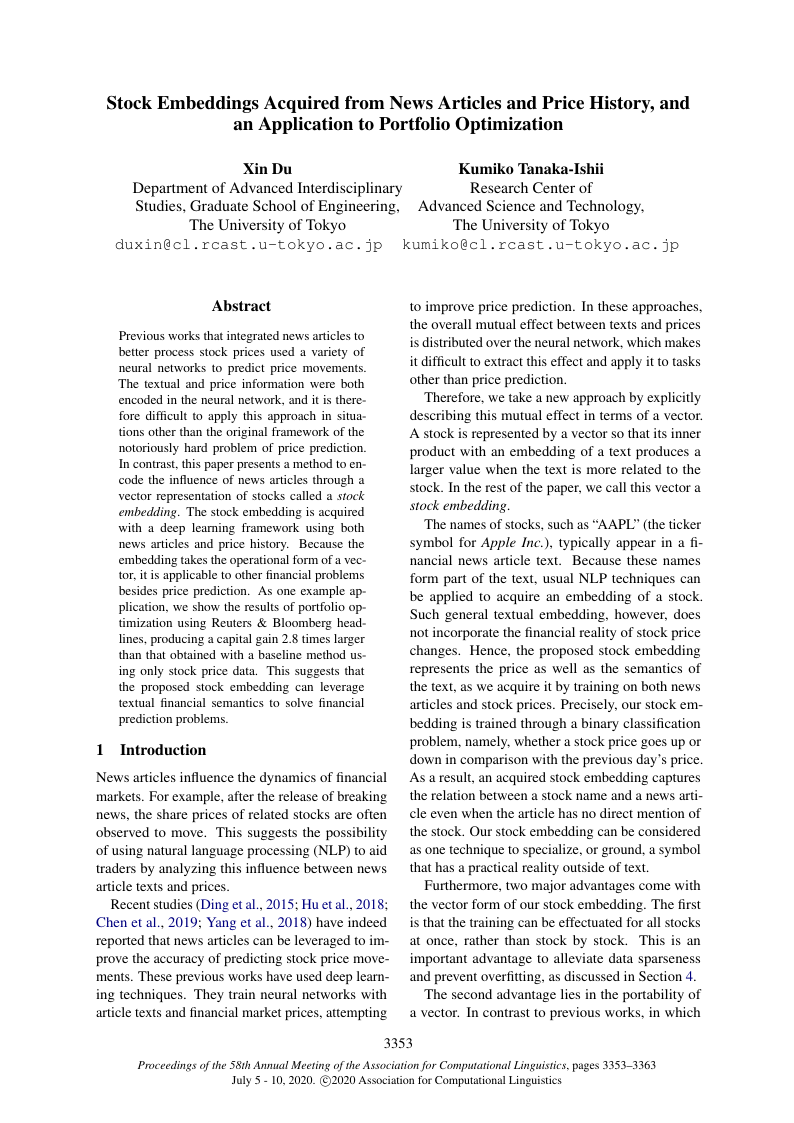 Stock Embeddings Acquired from News Articles and Price History, and
an Application to Portfolio Optimization
Xin Du
Department of Advanced Interdisciplinary
Studies, Graduate School of Engineering,
The University of Tokyo
duxin@cl.rcast.u-tokyo.ac.jp
Kumiko Tanaka-Ishii
Research Center of
Advanced Science and Technology,
The University of Tokyo
kumiko@cl.rcast.u-tokyo.ac.jp
Abstract
Previous works that integrated news articles to
better process stock prices used a variety of
neural networks to predict price movements.
The textual and price information were both
encoded in the neural network, and it is there-
fore difficult to apply this approach in situa-
tions other than the original framework of the
notoriously hard problem of price prediction.
In contrast, this paper presents a method to en-
code the influence of news articles through a
vector representation of stocks called a stock
embedding. The stock embedding is acquired
with a deep learning framework using both
news articles and price history. Because the
embedding takes the operational form of a vec-
tor, it is applicable to other financial problems
besides price prediction. As one example ap-
plication, we show the results of portfolio op-
timization using Reuters & Bloomberg head-
lines, producing a capital gain 2.8 times larger
than that obtained with a baseline method us-
ing only stock price data. This suggests that
the proposed stock embedding can leverage
textual financial semantics to solve financial
prediction problems.
1 Introduction
News articles influence the dynamics of financial
markets. For example, after the release of breaking
news, the share prices of related stocks are often
observed to move. This suggests the possibility
of using natural language processing (NLP) to aid
traders by analyzing this influence between news
article texts and prices.
Recent studies (Ding et al., 2015; Hu et al., 2018;
Chen et al., 2019; Yang et al., 2018) have indeed
reported that news articles can be leveraged to im-
prove the accuracy of predicting stock price move-
ments. These previous works have used deep learn-
ing techniques. They train neural networks with
article texts and financial market prices, attempting
to improve price prediction. In these approaches,
the overall mutual effect between texts and prices
is distributed over the neural network, which makes
it difficult to extract this effect and apply it to tasks
other than price prediction.
Therefore, we take a new approach by explicitly
describing this mutual effect in terms of a vector.
A stock is represented by a vector so that its inner
product with an embedding of a text produces a
larger value when the text is more related to the
stock. In the rest of the paper, we call this vector a
stock embedding.
The names of stocks, such as “AAPL” (the ticker
symbol for Apple Inc.), typically appear in a fi-
nancial news article text. Because these names
form part of the text, usual NLP techniques can
be applied to acquire an embedding of a stock.
Such general textual embedding, however, does
not incorporate the financial reality of stock price
changes. Hence, the proposed stock embedding
represents the price as well as the semantics of
the text, as we acquire it by training on both news
articles and stock prices. Precisely, our stock em-
bedding is trained through a binary classification
problem, namely, whether a stock price goes up or
down in comparison with the previous day’s price.
As a result, an acquired stock embedding captures
the relation between a stock name and a news arti-
cle even when the article has no direct mention of
the stock. Our stock embedding can be considered
as one technique to specialize, or ground, a symbol
that has a practical reality outside of text.
Furthermore, two major advantages come with
the vector form of our stock embedding. The first
is that the training can be effectuated for all stocks
at once, rather than stock by stock. This is an
important advantage to alleviate data sparseness
and prevent overfitting, as discussed in Section 4.
The second advantage lies in the portability of
a vector. In contrast to previous works, in which
3353
Proceedings of the 58th Annual Meeting of the Association for Computational Linguistics, pages 3353–3363
July 5 - 10, 2020. ©2020 Association for Computational Linguistics